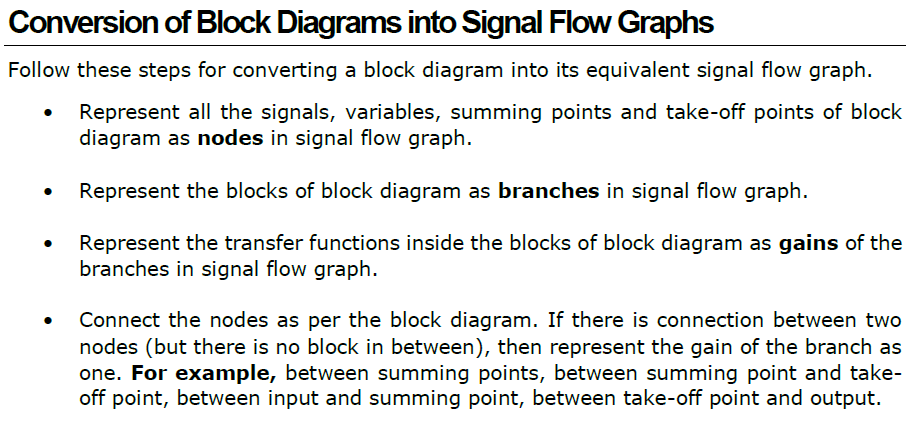 Conversion of Block Diagrams into Signal Flow Graphs
Follow these steps for converting a block diagram into its equivalent signal flow graph.
• Represent all the signals, variables, summing points and take-off points of block
diagram as nodes in signal flow graph.
• Represent the blocks of block diagram as branches in signal flow graph.
• Represent the transfer functions inside the blocks of block diagram as gains of the
branches in signal flow graph.
• Connect the nodes as per the block diagram. If there is connection between two
nodes (but there is no block in between), then represent the gain of the branch as
one. For example, between summing points, between summing point and take-
off point, between input and summing point, between take-off point and output.